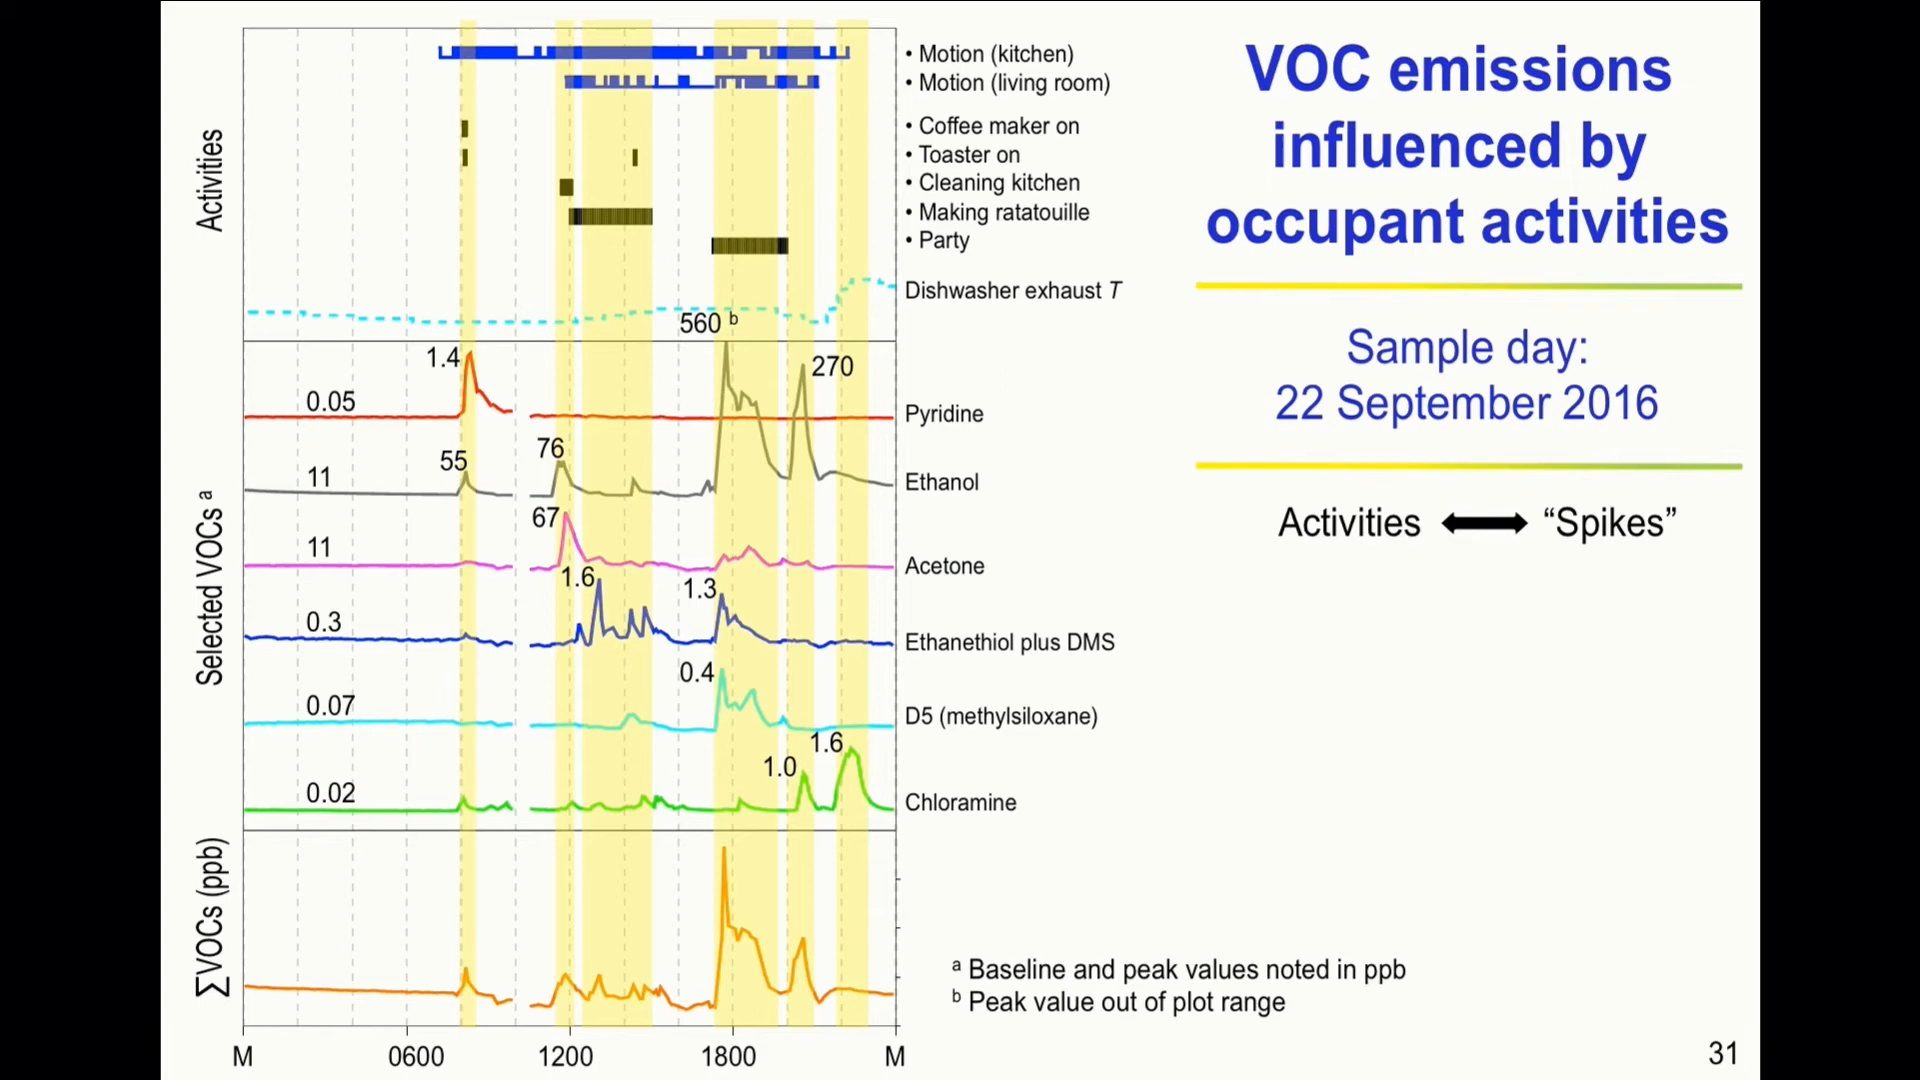 VOC emissions
influenced by
occupant activities
Sample day:
22 September 2016
Activities “Spikes”
Activities
• Motion (kitchen)
• Motion (living room)
• Coffee maker on
• Toaster on
• Cleaning kitchen
• Making ratatouille
• Party
Dishwasher exhaust T
560 b
Selected VOCs a
1.4
270
0.05
Pyridine
76
55
11
Ethanol
67
11
Acetone
1.6
1.3
0.3
Ethanethiol plus DMS
0.4
0.07
D5 (methylsiloxane)
1.6
1.0
0.02
Chloramine
∑VOCs (ppb)
M 0600 1200 1800 M
a Baseline and peak values noted in ppb
b Peak value out of plot range
31